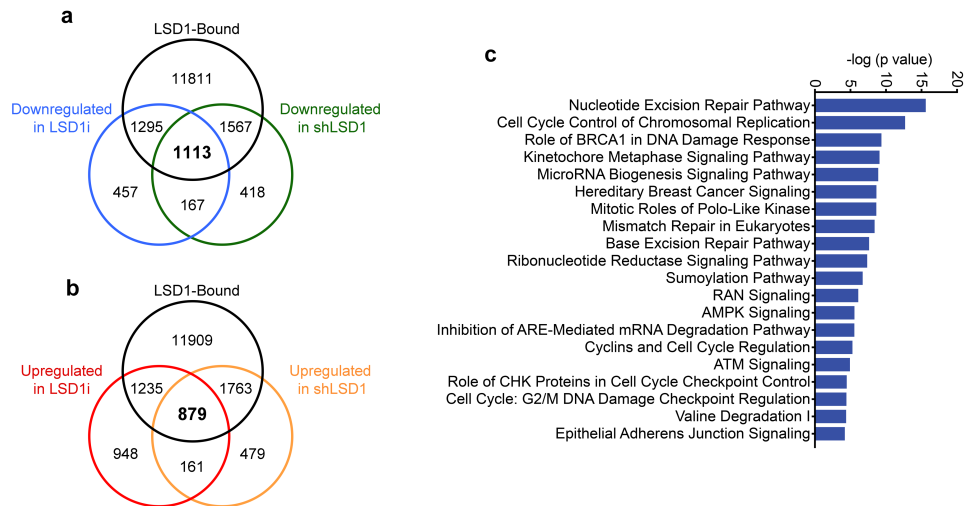 a
LSD1-Bound
11811
Downregulated
in LSD1i
Downregulated
in shLSD1
1295
1567
1113
457
418
167
b
LSD1-Bound
11909
Upregulated
in LSD1i
Upregulated
in shLSD1
1235
1763
879
948
479
161
c
-log (p value)
0 5 10 15 20
Nucleotide Excision Repair Pathway
Cell Cycle Control of Chromosomal Replication
Role of BRCA1 in DNA Damage Response
Kinetochore Metaphase Signaling Pathway
MicroRNA Biogenesis Signaling Pathway
Hereditary Breast Cancer Signaling
Mitotic Roles of Polo-Like Kinase
Mismatch Repair in Eukaryotes
Base Excision Repair Pathway
Ribonucleotide Reductase Signaling Pathway
Sumoylation Pathway
RAN Signaling
AMPK Signaling
Inhibition of ARE-Mediated mRNA Degradation Pathway
Cyclins and Cell Cycle Regulation
ATM Signaling
Role of CHK Proteins in Cell Cycle Checkpoint Control
Cell Cycle: G2/M DNA Damage Checkpoint Regulation
Valine Degradation I
Epithelial Adherens Junction Signaling